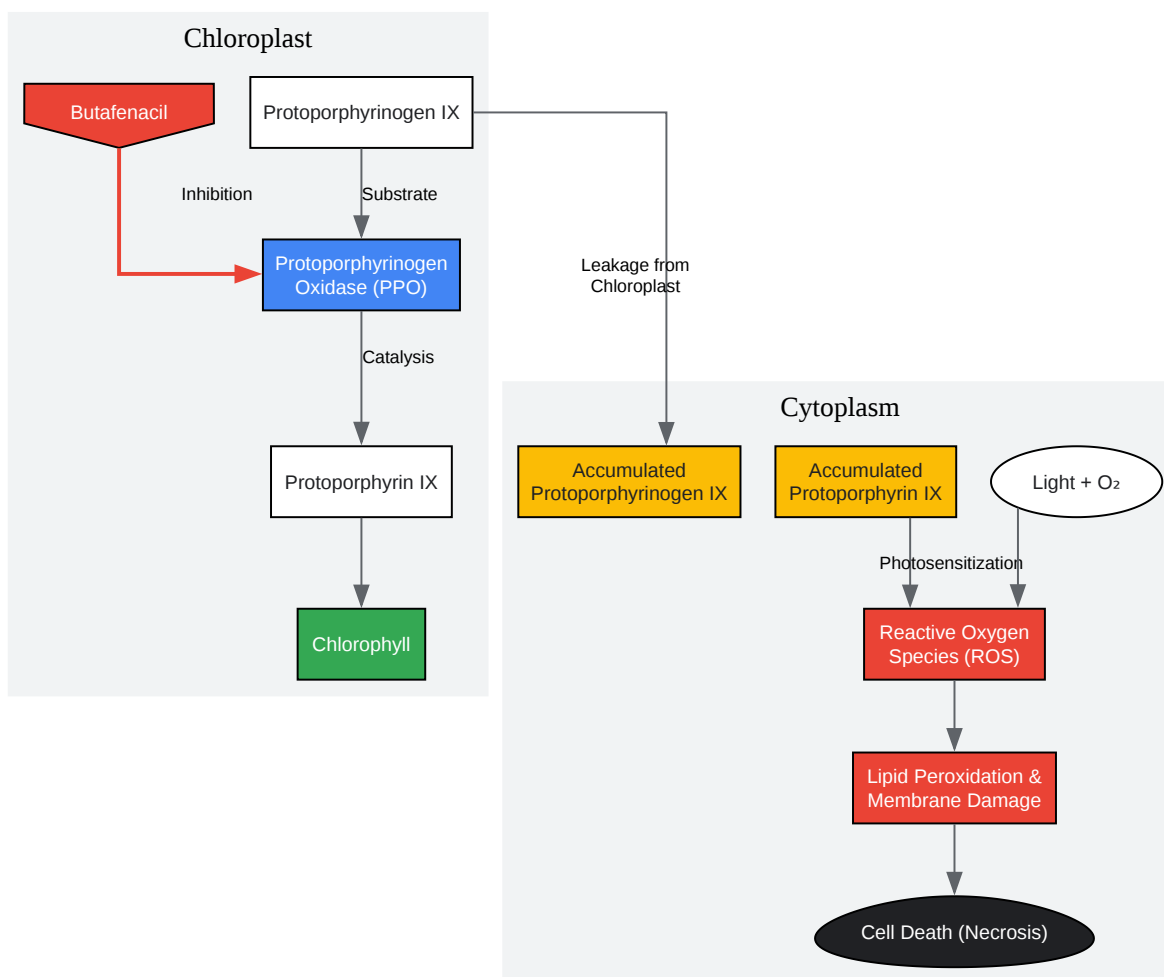 Chloroplast
Butafenacil
Protoporphyrinogen IX
Inhibition
Substrate
Protoporphyrinogen
Oxidase (PPO)
Leakage from
Chloroplast
Catalysis
Cytoplasm
Protoporphyrin IX
Accumulated
Protoporphyrinogen IX
Accumulated
Protoporphyrin IX
Light + O₂
Photosensitization
Chlorophyll
Reactive Oxygen
Species (ROS)
Lipid Peroxidation &
Membrane Damage
Cell Death (Necrosis)